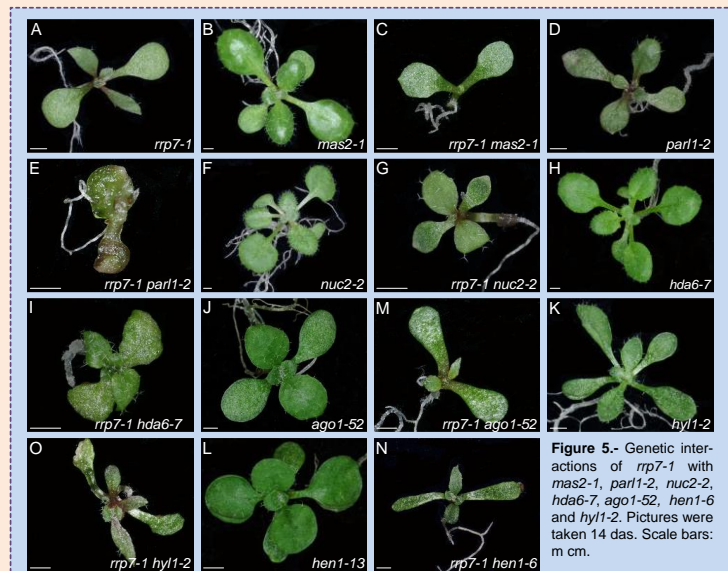 A
rrp7-1
B
mas2-1
C
rrp7-1 mas2-1
D
parl1-2
E
rrp7-1 parl1-2
F
nuc2-2
G
rrp7-1 nuc2-2
H
hda6-7
I
rrp7-1 hda6-7
J
ago1-52
M
rrp7-1 ago1-52
K
hyl1-2
O
rrp7-1 hyl1-2
L
hen1-13
N
rrp7-1 hen1-6
Figure 5.- Genetic inter-
actions of rrp7-1 with
mas2-1, parl1-2, nuc2-2,
hda6-7, ago1-52, hen1-6
and hyl1-2. Pictures were
taken 14 das. Scale bars:
m cm.